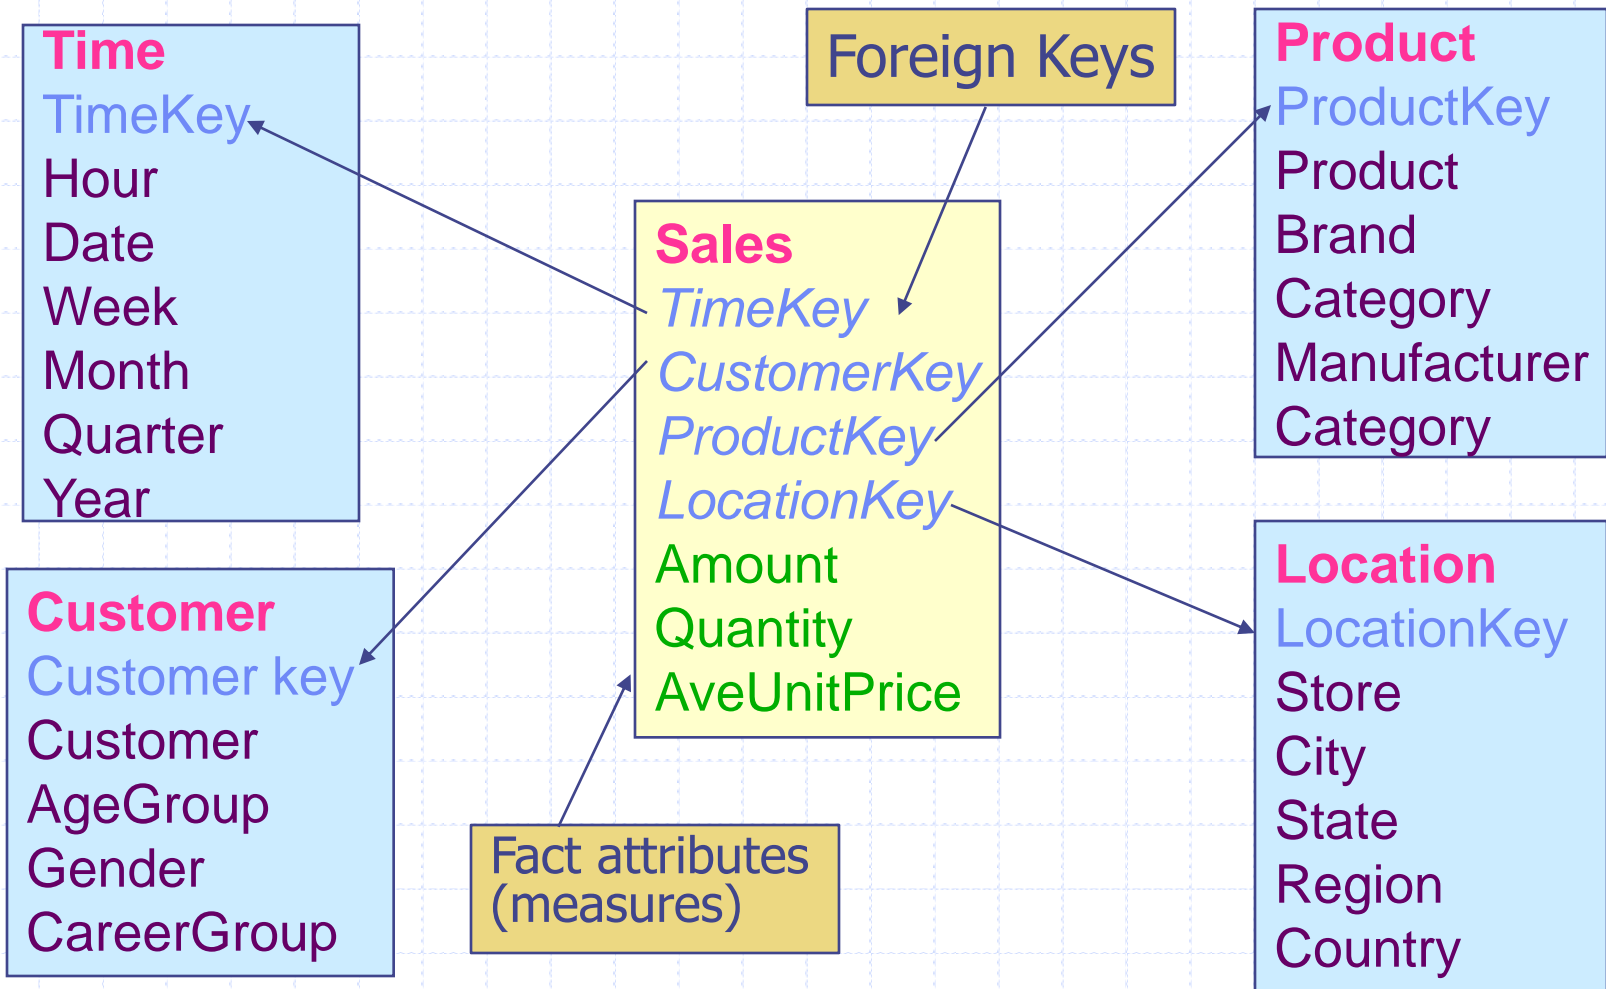 Time
TimeKey
Hour
Date
Week
Month
Quarter
Year
Customer
Customer key
Customer
AgeGroup
Gender
CareerGroup
Foreign Keys
Sales
TimeKey
CustomerKey
ProductKey
LocationKey
Amount
Quantity
AveUnitPrice
Fact attributes
(measures)
Product
ProductKey
Product
Brand
Category
Manufacturer
Category
Location
LocationKey
Store
City
State
Region
Country